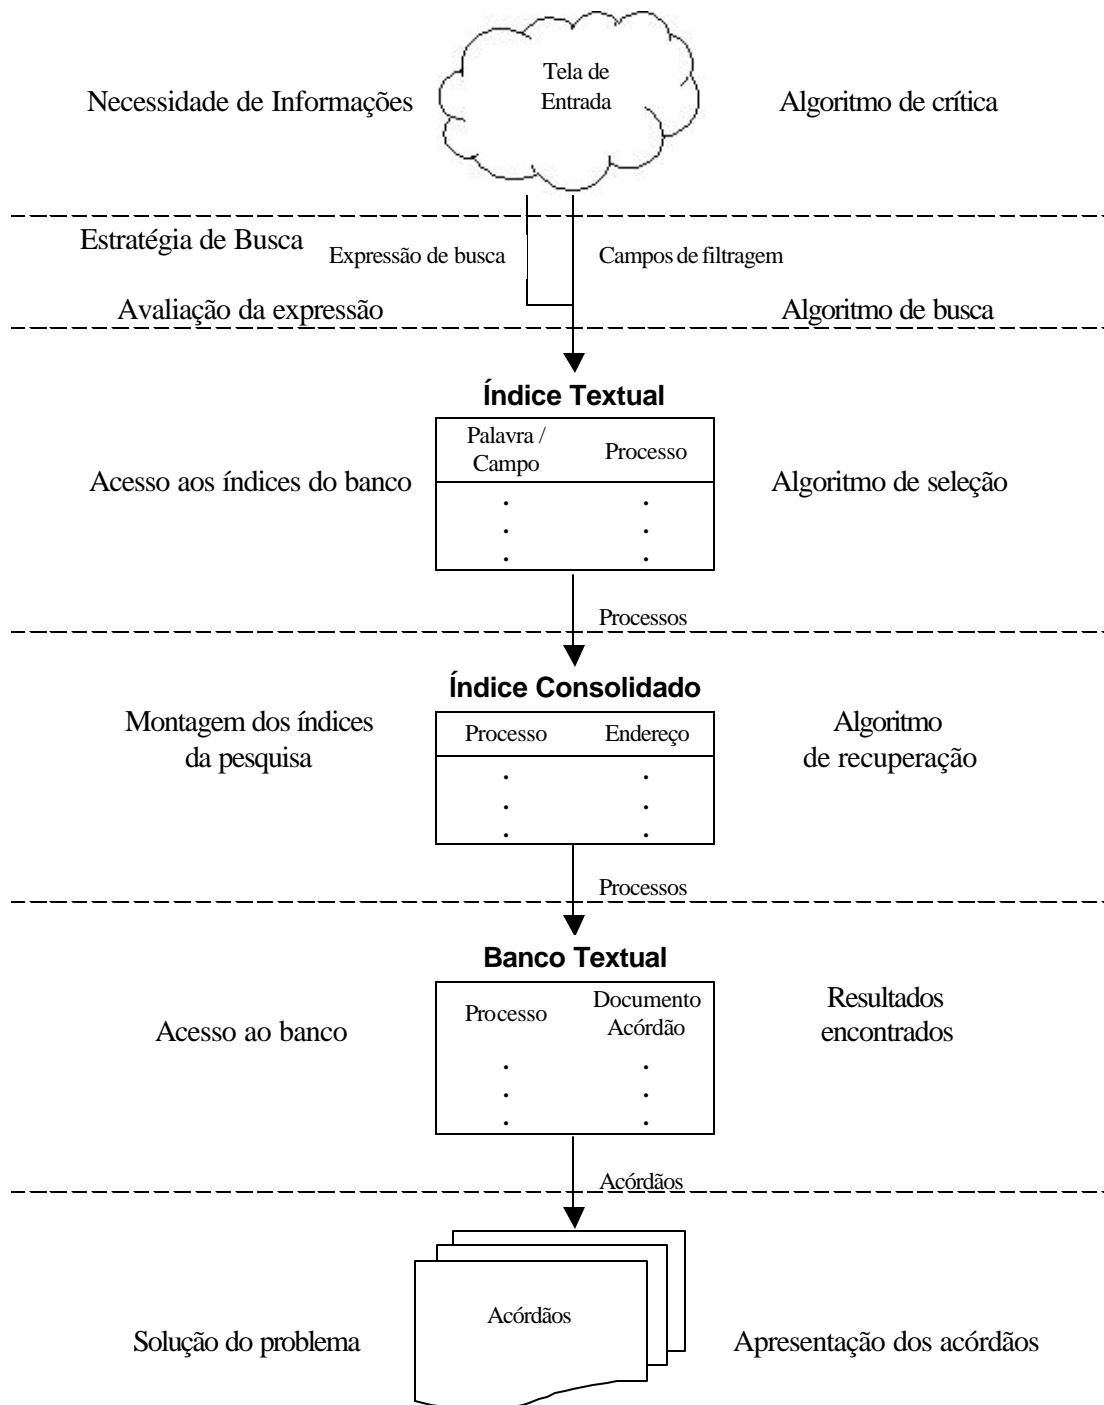 Necessidade de Informações
Tela de
Entrada
Algoritmo de crítica
Estratégia de Busca
Expressão de busca
Campos de filtragem
Avaliação da expressão
Algoritmo de busca
Índice Textual
Palavra /
Campo
Processo
Acesso aos índices do banco
Algoritmo de seleção
Processos
Índice Consolidado
Montagem dos índices
da pesquisa
Processo
Endereço
Algoritmo
de recuperação
Processos
Banco Textual
Processo
Documento
Acórdão
Acesso ao banco
Resultados
encontrados
Acórdãos
Acórdãos
Solução do problema
Apresentação dos acórdãos